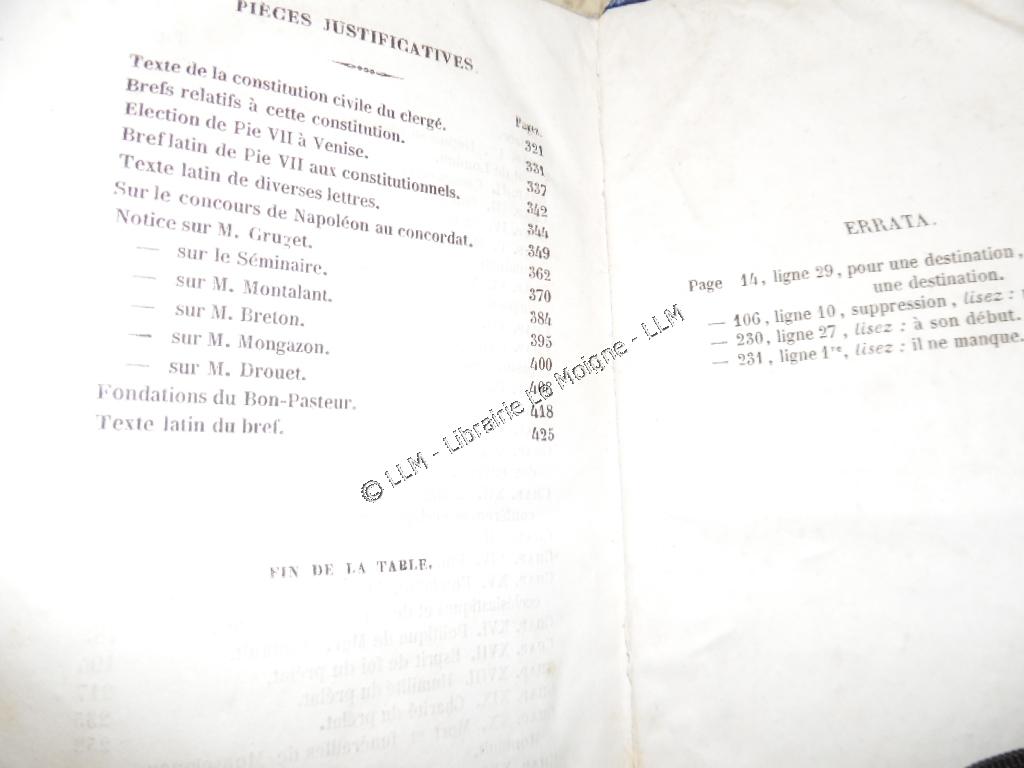 PIÈCES JUSTIFICATIVES.
Pages.
Texte de la constitution civile du clergé. 321
Brefs relatifs à cette constitution. 331
Election de Pie VII à Venise. 337
Bref latin de Pie VII aux constitutionnels. 342
Texte latin de diverses lettres. 344
Sur le concours de Napoléon au concordat. 349
Notice sur M. Gruget. 362
— sur le Séminaire. 370
— sur M. Montalant. 384
— sur M. Breton. 395
— sur M. Mongazon. 400
— sur M. Drouet. 408
Fondations du Bon-Pasteur. 418
Texte latin du bref. 425
FIN DE LA TABLE.
ERRATA.
Page 14, ligne 29, pour une destination,
une destination.
— 106, ligne 10, suppression, lisez :
— 230, ligne 27, lisez : à son début.
— 231, ligne 1re, lisez : il ne manque.
© LLM - Librairie Le Moigne - LLM